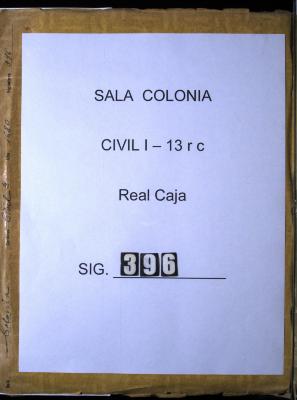 SALA COLONIA
CIVIL I – 13 r c
Real Caja
SIG. 396